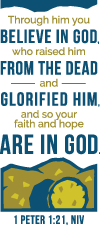 Through him you
BELIEVE IN GOD,
who raised him
FROM THE DEAD
and
GLORIFIED HIM,
and so your
faith and hope
ARE IN GOD.
1 PETER 1:21, NIV